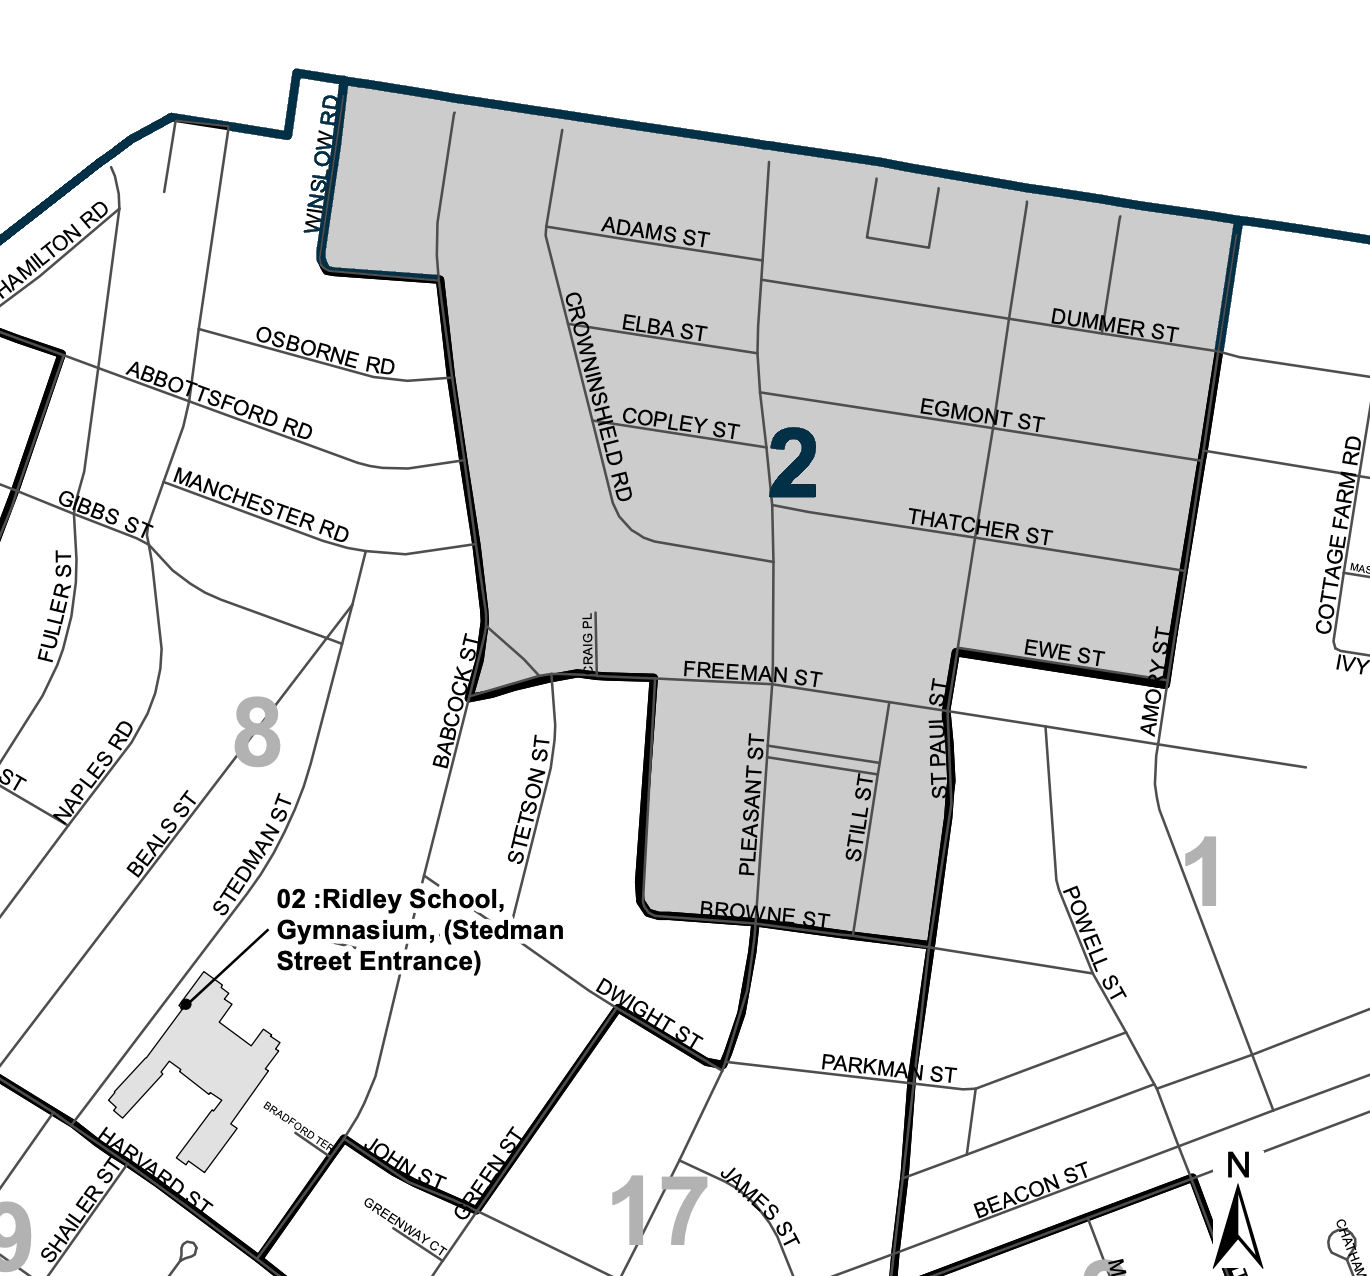 WINSLOW RD
HAMILTON RD
ADAMS ST
CROWNINSHIELD RD
ELBA ST
DUMMER ST
OSBORNE RD
ABBOTTSFORD RD
COPLEY ST
EGMONT ST
2
COTTAGE FARM RD
MANCHESTER RD
GIBBS ST
THATCHER ST
FULLER ST
MAS
CRAIG PL
EWE ST
AMORY ST
IVY
BABCOCK ST
FREEMAN ST
ST PAUL ST
8
NAPLES RD
ST
BEALS ST
STEDMAN ST
STETSON ST
PLEASANT ST
STILL ST
1
02 :Ridley School,
Gymnasium, (Stedman
Street Entrance)
BROWNE ST
POWELL ST
DWIGHT ST
PARKMAN ST
BRADFORD TER
HARVARD ST
JOHN ST
GREEN ST
SHAILER ST
GREENWAY CT
17
JAMES ST
BEACON ST
N
9
CHATHAM
M